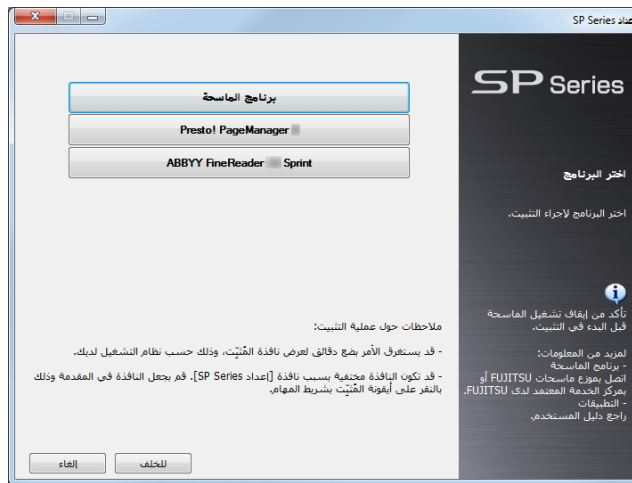 إعداد SP Series
SP Series
اختر البرنامج
اختر البرنامج لإجراء التثبيت.
تأكد من إيقاف تشغيل الماسحة
قبل البدء في التثبيت.
لمزيد من المعلومات:
- برنامج الماسحة
اتصل بموزع ماسحات FUJITSU أو
بمركز الخدمة المعتمد لدى FUJITSU.
- التطبيقات
راجع دليل المستخدم.
برنامج الماسحة
Presto! PageManager
ABBYY FineReader Sprint
ملاحظات حول عملية التثبيت:
- قد يستغرق الأمر بضع دقائق لعرض نافذة المُثبِّت، وذلك حسب نظام التشغيل لديك.
- قد تكون النافذة مختفية بسبب نافذة [إعداد SP Series]. قم بجعل النافذة في المقدمة وذلك
بالنقر على أيقونة المُثبِّت بشريط المهام.
للخلف
إلغاء